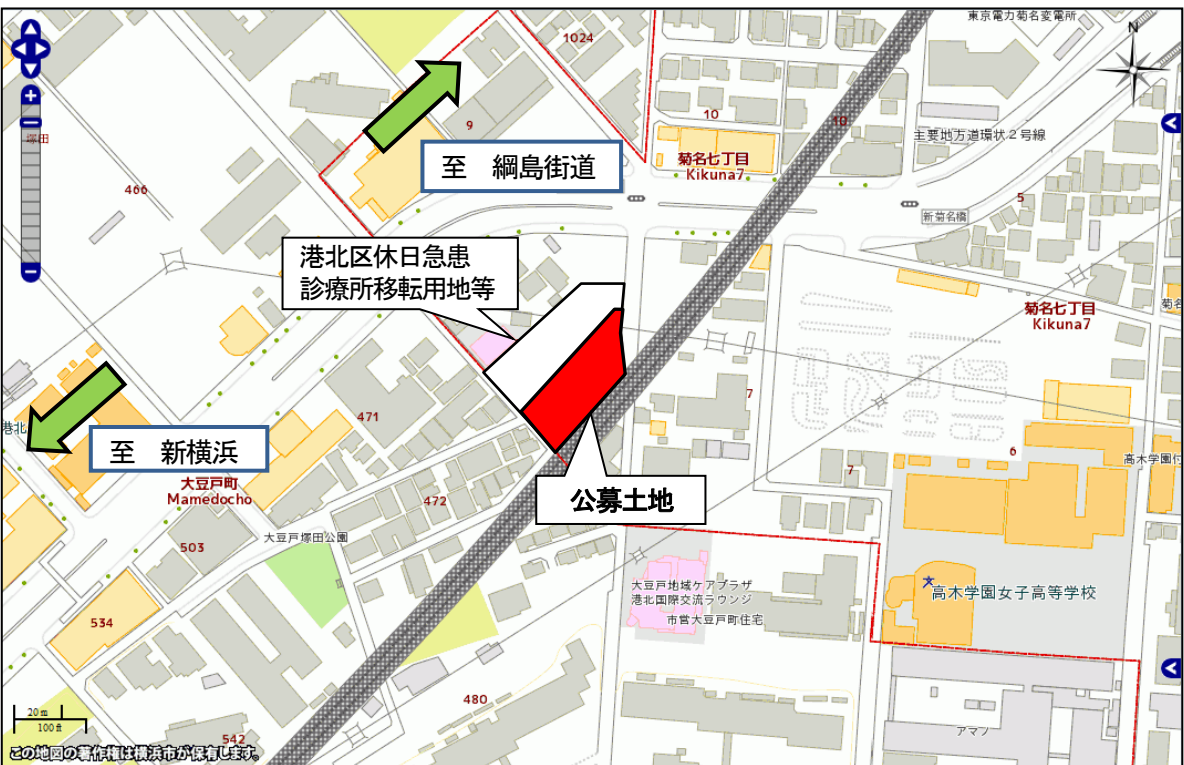 東京電力菊名変電所
N
1024
塚田
9
10
10
主要地方道環状2号線
至 綱島街道
菊名七丁目
Kikuna7
466
5
新菊名橋
港北区休日急患
診療所移転用地等
菊名七丁目
Kikuna7
菊名
7
471
港北
至 新横浜
6
高木学園付
7
大豆戸町
Mamedocho
472
公募土地
大豆戸塚田公園
503
大豆戸地域ケアプラザ
港北国際交流ラウンジ
市営大豆戸町住宅
文
高木学園女子高等学校
534
480
20m
100ft
542
アマノ
この地図の著作権は横浜市が保有します。